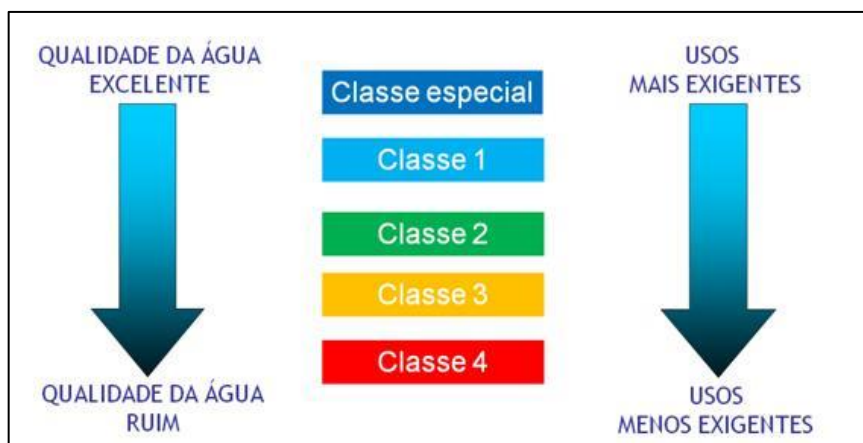 QUALIDADE DA ÁGUA
EXCELENTE
USOS
MAIS EXIGENTES
Classe especial
Classe 1
Classe 2
Classe 3
Classe 4
QUALIDADE DA ÁGUA
RUIM
USOS
MENOS EXIGENTES